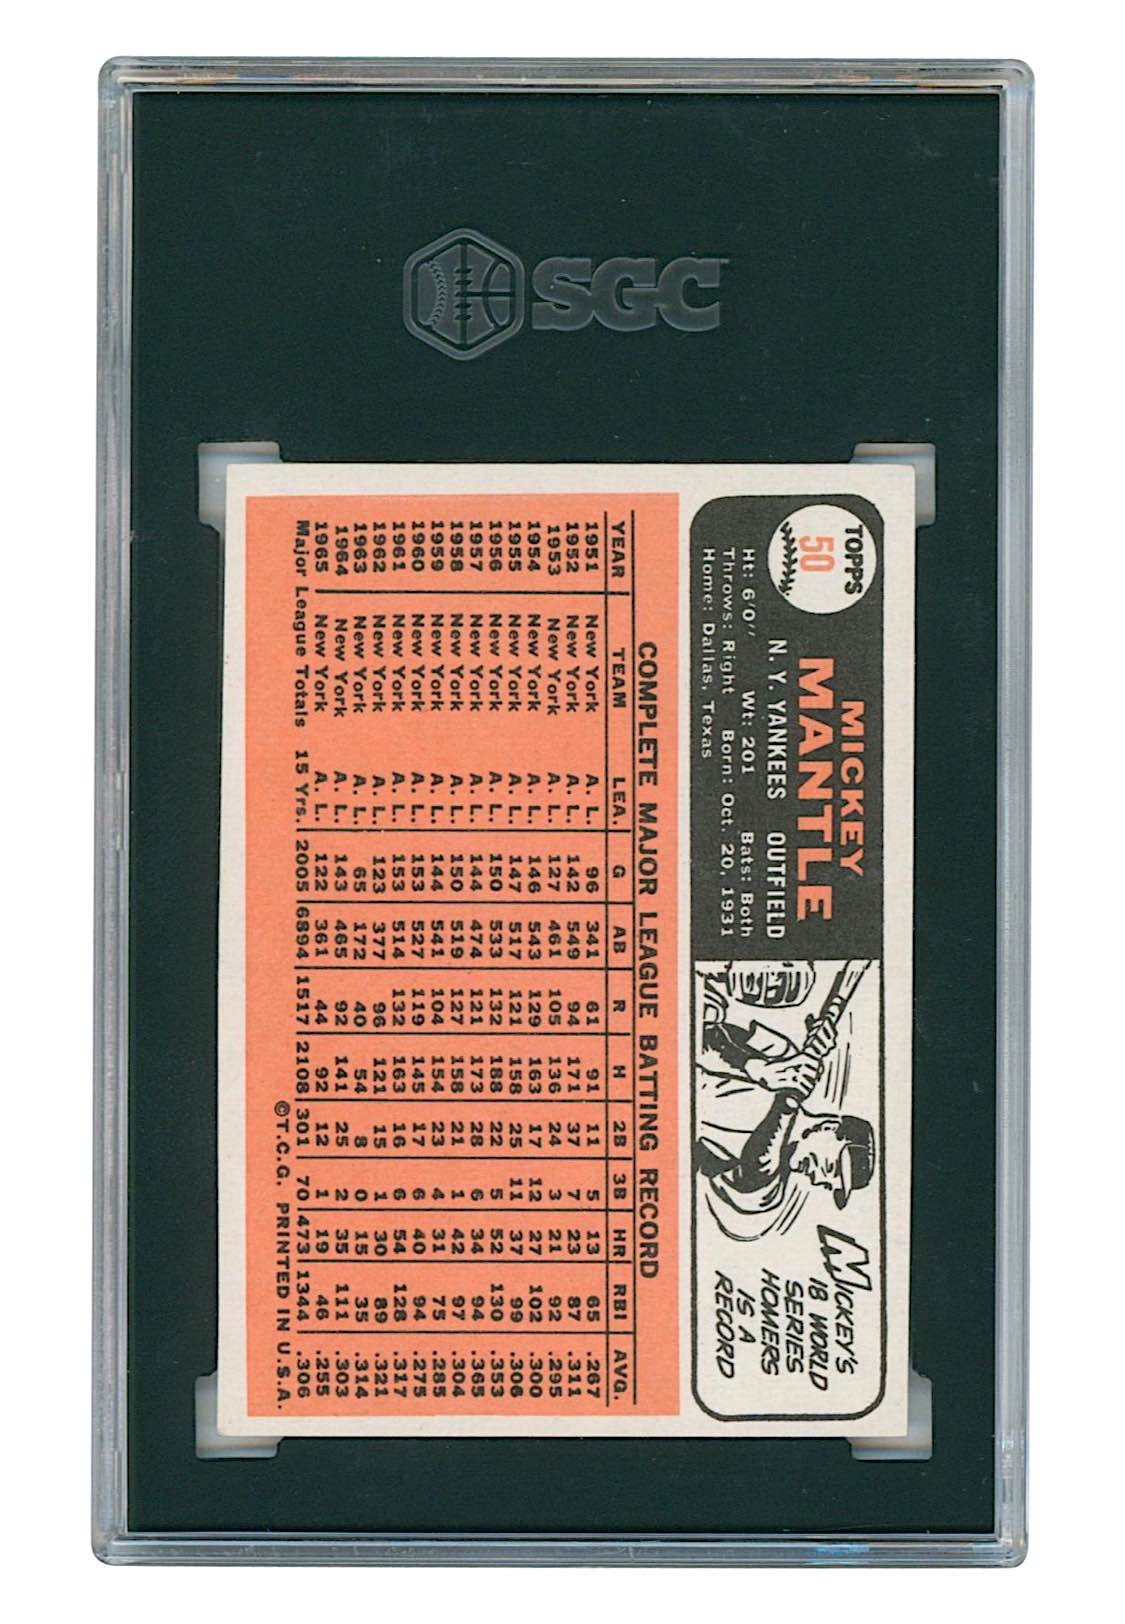 SGC
TOPPS
50
MICKEY
MANTLE
N. Y. YANKEES OUTFIELD
Ht: 6'0" Wt: 201 Bats: Both
Throws: Right Born: Oct. 20, 1931
Home: Dallas, Texas
MICKEY'S
18 WORLD
SERIES
HOMERS
IS A
RECORD
COMPLETE MAJOR LEAGUE BATTING RECORD
YEAR TEAM LEA. G AB R H 2B 3B HR RBI AVG.
1951 New York A. L. 96 341 61 91 11 5 13 65 .267
1952 New York A. L. 142 549 94 171 37 7 23 87 .311
1953 New York A. L. 127 461 105 136 24 3 21 92 .295
1954 New York A. L. 146 543 129 163 17 12 27 102 .300
1955 New York A. L. 147 517 121 158 25 11 37 99 .306
1956 New York A. L. 150 533 132 188 22 5 52 130 .353
1957 New York A. L. 144 474 121 173 28 6 34 94 .365
1958 New York A. L. 150 519 127 158 21 1 42 97 .304
1959 New York A. L. 144 541 104 154 23 4 31 75 .285
1960 New York A. L. 153 527 119 145 17 6 40 94 .275
1961 New York A. L. 153 514 132 163 16 6 54 128 .317
1962 New York A. L. 123 377 96 121 15 1 30 89 .321
1963 New York A. L. 65 172 40 54 8 0 15 35 .314
1964 New York A. L. 143 465 92 141 25 2 35 111 .303
1965 New York A. L. 122 361 44 92 12 1 19 46 .255
Major League Totals 15 Yrs. 2005 6894 1517 2108 301 70 473 1344 .306
©T.C.G. PRINTED IN U.S.A.